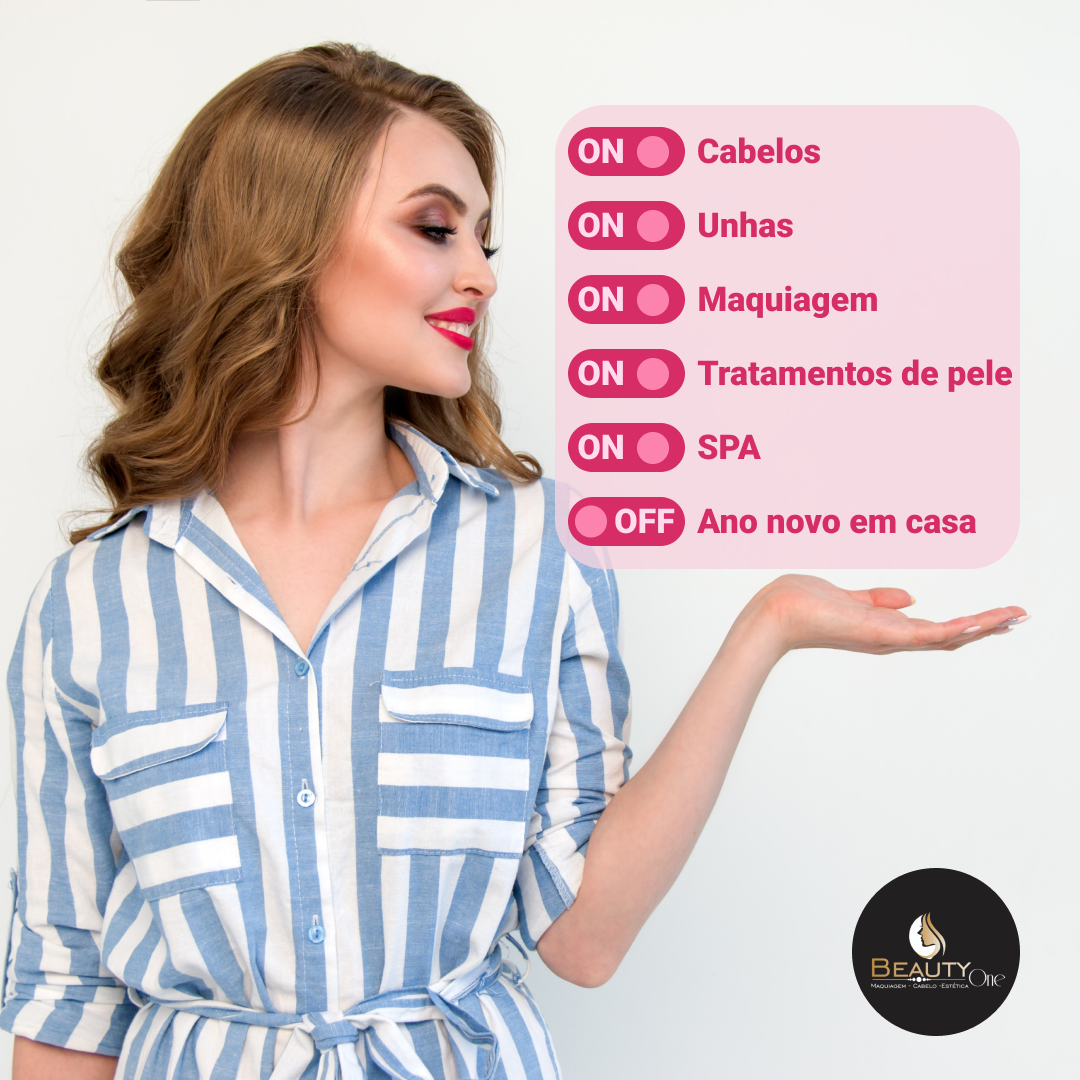 ON Cabelos
ON Unhas
ON Maquiagem
ON Tratamentos de pele
ON SPA
OFF Ano novo em casa
BEAUTY One
MAQUIAGEM - CABELO - ESTÉTICA